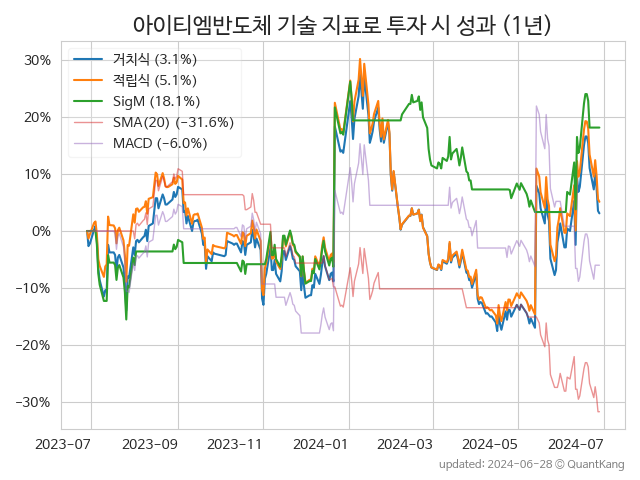 아이티엠반도체 기술 지표로 투자 시 성과 (1년)
거치식 (3.1%)
적립식 (5.1%)
SigM (18.1%)
SMA(20) (−31.6%)
MACD (−6.0%)
30%
20%
10%
0%
−10%
−20%
−30%
2023-07 2023-09 2023-11 2024-01 2024-03 2024-05 2024-07
updated: 2024-06-28 ⓒ QuantKang